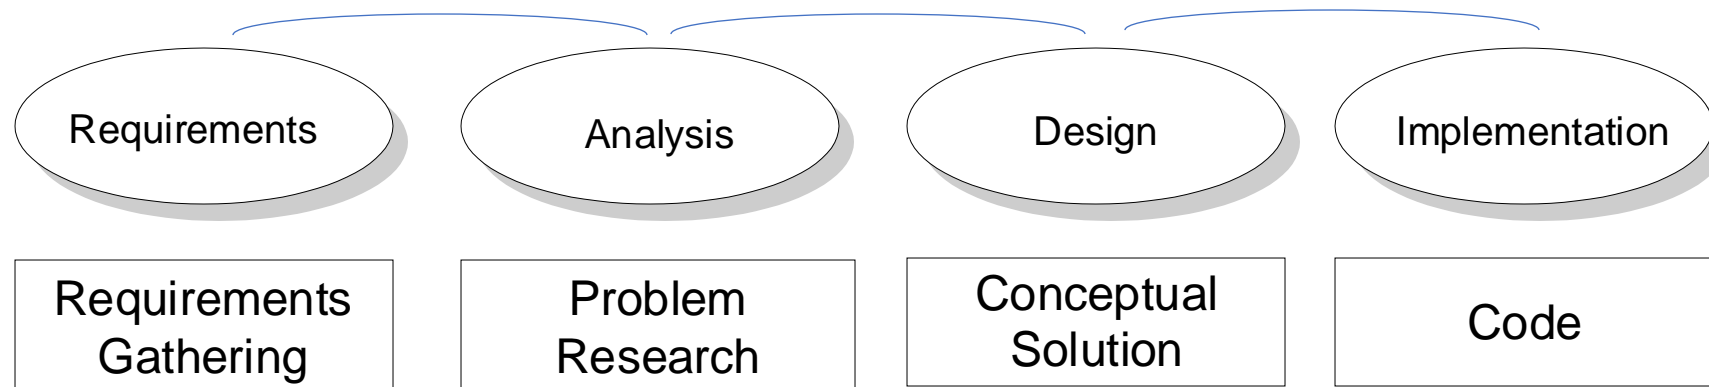 Requirements
Analysis
Design
Implementation
Requirements
Gathering
Problem
Research
Conceptual
Solution
Code